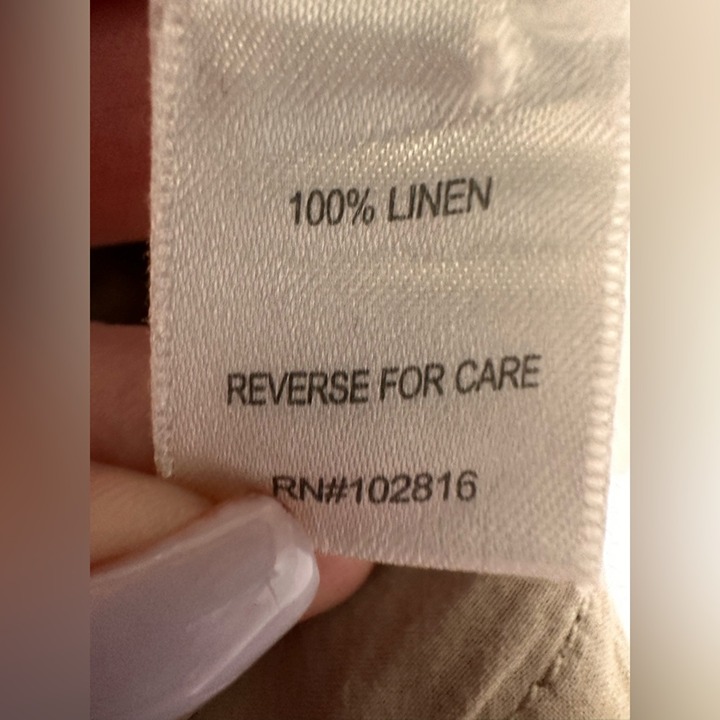 100% LINEN
REVERSE FOR CARE
RN#102816